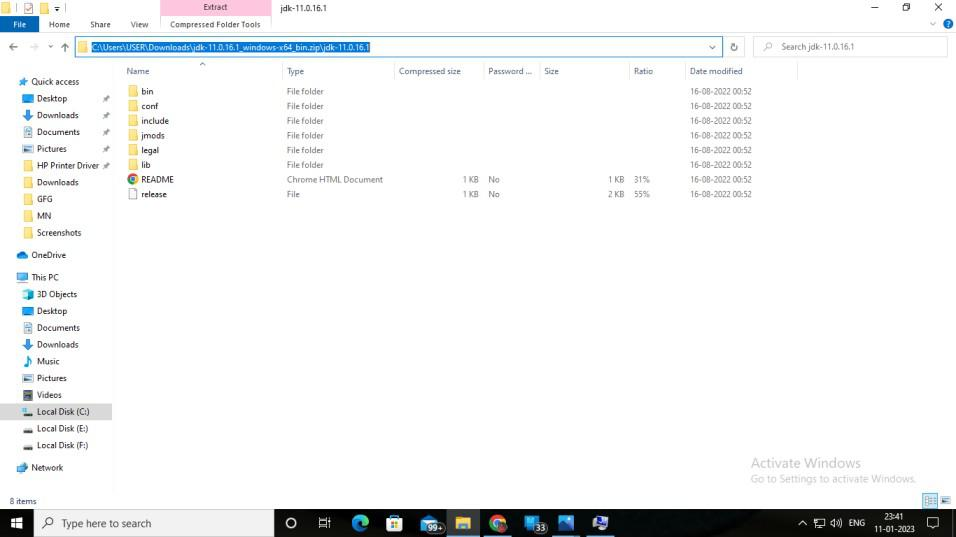 Extract
jdk-11.0.16.1
File Home Share View Compressed Folder Tools
C:\Users\USER\Downloads\jdk-11.0.16.1_windows-x64_bin.zip\jdk-11.0.16.1
Search jdk-11.0.16.1
Name Type Compressed size Password ... Size Ratio Date modified
Quick access
Desktop
Downloads
Documents
Pictures
HP Printer Driver
Downloads
GFG
MN
Screenshots
OneDrive
This PC
3D Objects
Desktop
Documents
Downloads
Music
Pictures
Videos
Local Disk (C:)
Local Disk (E:)
Local Disk (F:)
Network
bin File folder 16-08-2022 00:52
conf File folder 16-08-2022 00:52
include File folder 16-08-2022 00:52
jmods File folder 16-08-2022 00:52
legal File folder 16-08-2022 00:52
lib File folder 16-08-2022 00:52
README Chrome HTML Document 1 KB No 1 KB 31% 16-08-2022 00:52
release File 1 KB No 2 KB 55% 16-08-2022 00:52
Activate Windows
Go to Settings to activate Windows.
8 items
Type here to search
99+
33
ENG
23:41
11-01-2023